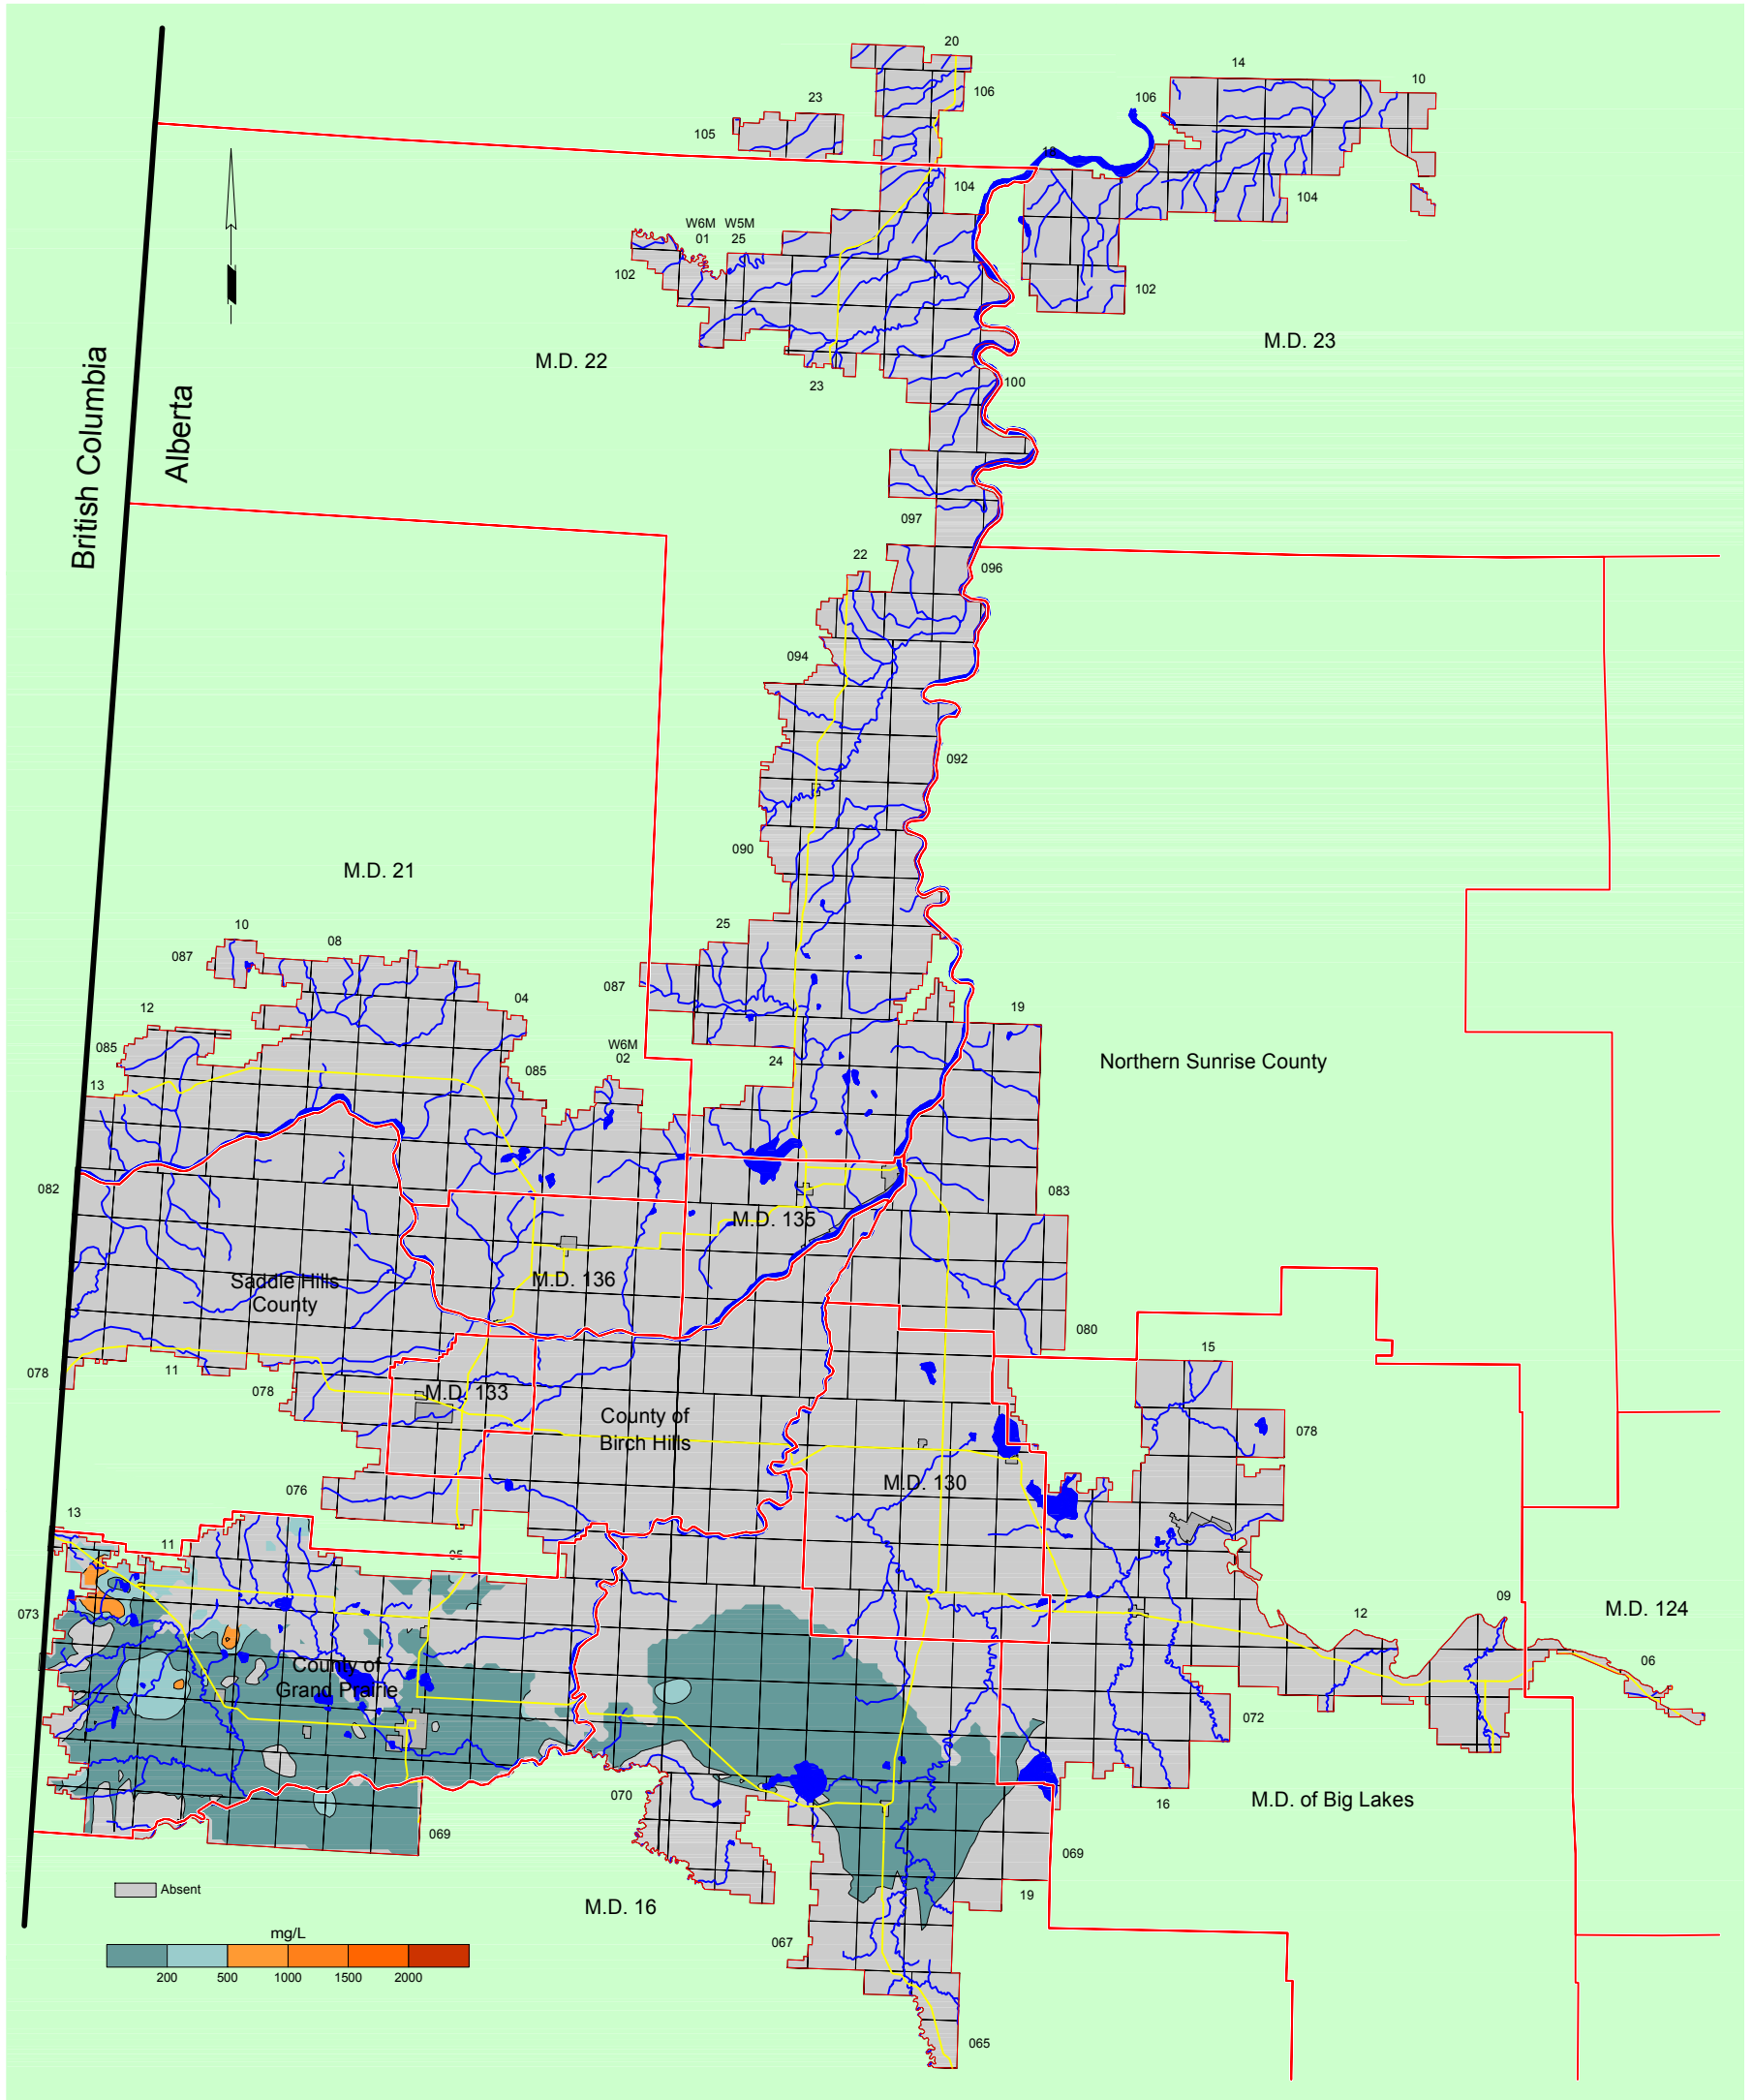 20
14
10
106
106
23
105
18
104
104
W6M W5M
01 25
102
102
M.D. 23
M.D. 22
23
100
British Columbia
Alberta
097
22
096
094
092
090
M.D. 21
25
10
08
087
087
04
19
12
W6M
02
085
24
085
13
Northern Sunrise County
082
083
M.D. 135
M.D. 136
Saddle Hills
County
080
15
078
11
078
M.D. 133
County of
Birch Hills
078
M.D. 130
076
13
11
05
09
12
073
M.D. 124
06
County of
Grand Prairie
072
070
16
M.D. of Big Lakes
069
069
Absent
19
M.D. 16
mg/L
067
200 500 1000 1500 2000
065